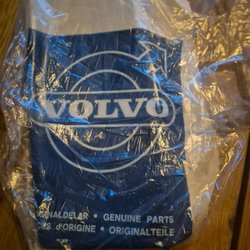 VOLVO
GENUINE PARTS
D'ORIGINE • ORIGINALTEILE